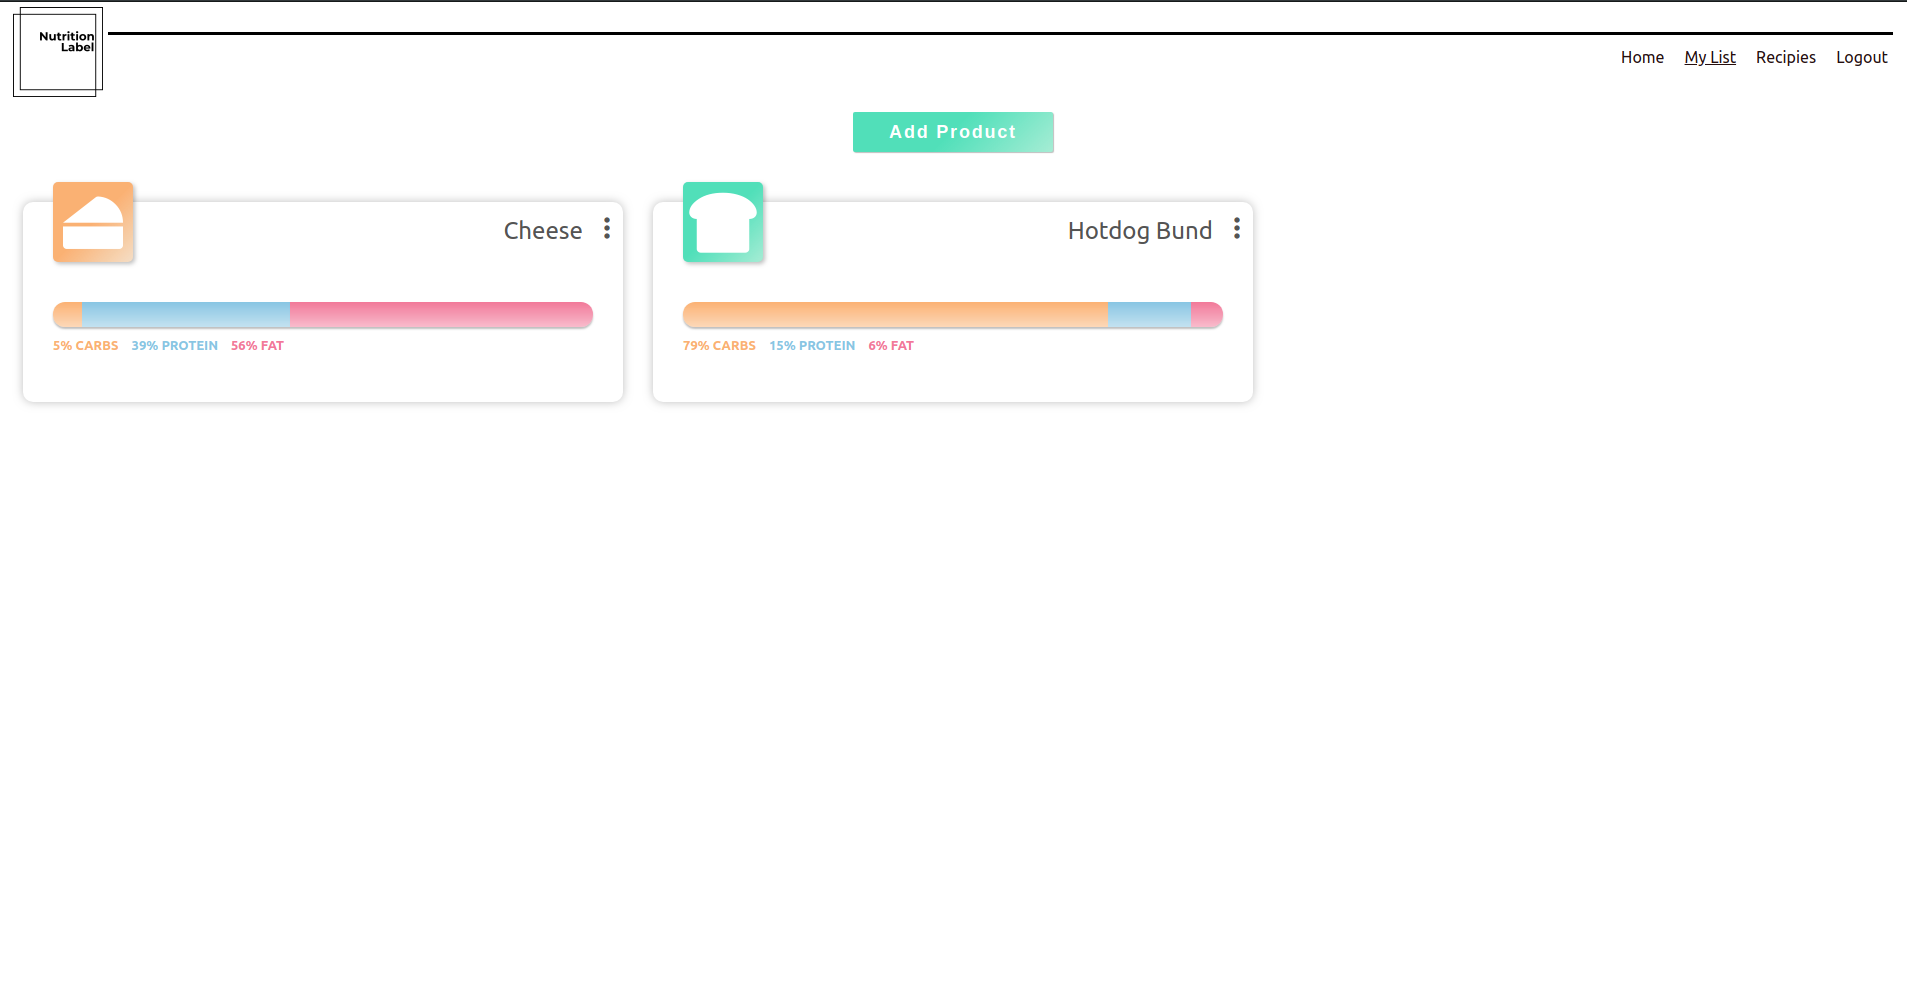 Nutrition
Label
Home My List Recipies Logout
Add Product
Cheese
5% CARBS 39% PROTEIN 56% FAT
Hotdog Bund
79% CARBS 15% PROTEIN 6% FAT